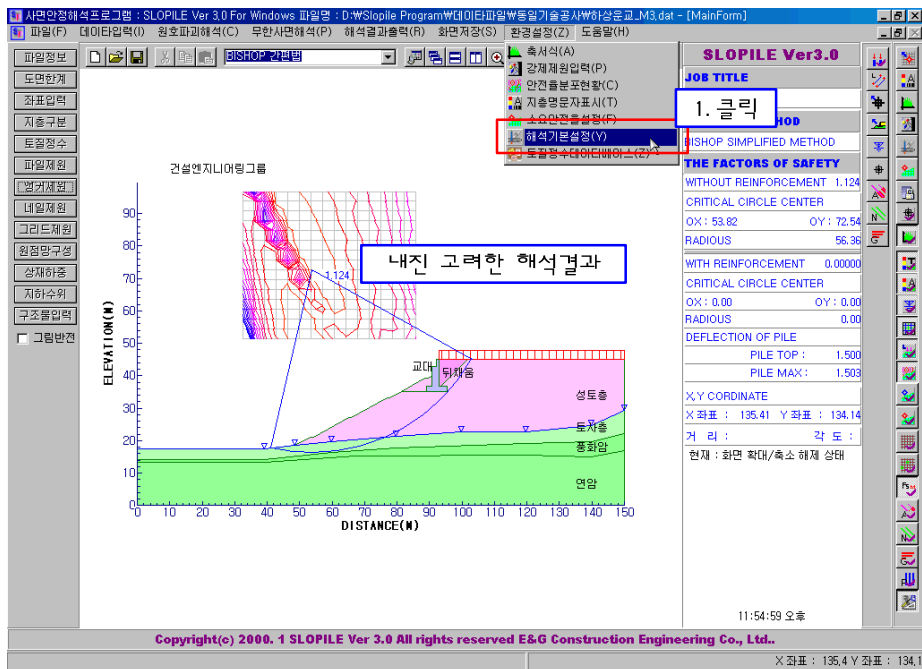 사면안정해석프로그램 : SLOPILE Ver 3,0 For Windows 파일명 : D:₩Slopile Program₩데이타파일₩동일기술공사₩하상운교_M3,dat - [MainForm]
파일(F) 데이타입력(I) 원호파괴해석(C) 무한사면해석(P) 해석결과출력(R) 화면저장(S) 환경설정(Z) 도움말(H)
파일정보
도면한계
좌표입력
지층구분
토질정수
파일제원
앵커제원
네일제원
그리드제원
원점망구성
상재하중
지하수위
구조물입력
그림반전
BISHOP 간편법
축서식(A)
강제제원입력(P)
안전율분포현황(C)
지층명문자표시(T)
소요안전율설정(F)
해석기본설정(Y)
토질정수데이타베이스(Z)
1. 클릭
건설엔지니어링그룹
내진 고려한 해석결과
1,124
교대
뒤채움
성토층
토사층
풍화암
연암
ELEVATION(M)
90
80
70
60
50
40
30
20
10
0
0 10 20 30 40 50 60 70 80 90 100 110 120 130 140 150
DISTANCE(M)
SLOPILE Ver3.0
JOB TITLE
HOD
BISHOP SIMPLIFIED METHOD
THE FACTORS OF SAFETY
WITHOUT REINFORCEMENT 1.124
CRITICAL CIRCLE CENTER
OX : 53.82 OY : 72.54
RADIOUS 56.36
WITH REINFORCEMENT 0.00000
CRITICAL CIRCLE CENTER
OX : 0.00 OY : 0.00
RADIOUS 0.00
DEFLECTION OF PILE
PILE TOP : 1.500
PILE MAX : 1.503
X,Y CORDINATE
X 좌표 : 135.41 Y 좌표 : 134.14
거 리 : 각 도 :
현재 : 화면 확대/축소 해제 상태
11:54:59 오후
Copyright(c) 2000. 1 SLOPILE Ver 3.0 All rights reserved E&G Construction Engineering Co., Ltd..
X 좌표 : 135,4 Y 좌표 : 134,1